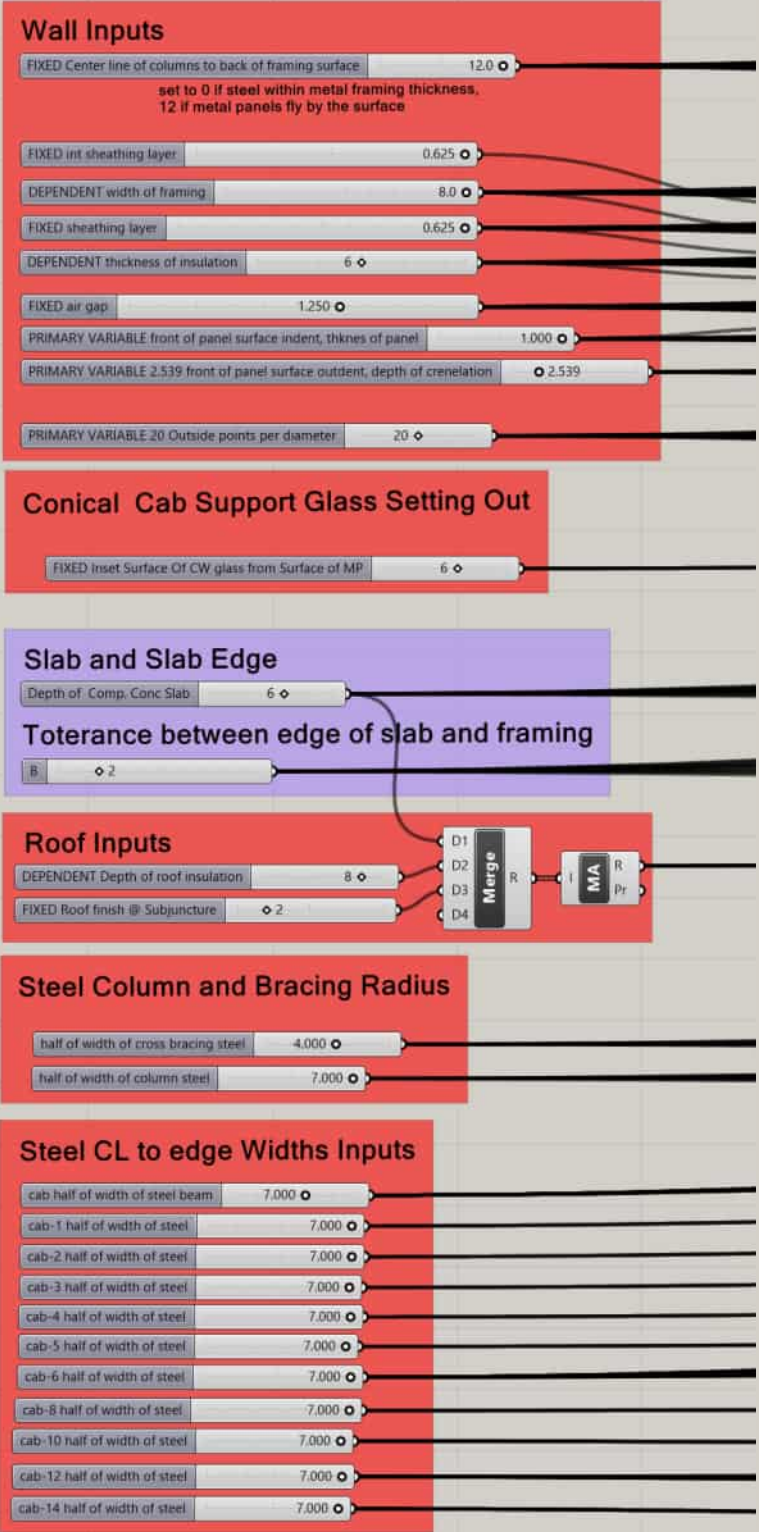 Wall Inputs
FIXED Center line of columns to back of framing surface 12.0
set to 0 if steel within metal framing thickness,
12 if metal panels fly by the surface
FIXED int sheathing layer 0.625
DEPENDENT width of framing 8.0
FIXED sheathing layer 0.625
DEPENDENT thickness of insulation 6
FIXED air gap 1.250
PRIMARY VARIABLE front of panel surface indent, thknes of panel 1.000
PRIMARY VARIABLE 2.539 front of panel surface outdent, depth of crenelation 2.539
PRIMARY VARIABLE 20 Outside points per diameter 20
Conical Cab Support Glass Setting Out
FIXED Inset Surface Of CW glass from Surface of MP 6
Slab and Slab Edge
Depth of Comp. Conc Slab 6
Toterance between edge of slab and framing
B 2
Roof Inputs
DEPENDENT Depth of roof insulation 8
FIXED Roof finish @ Subjuncture 2
D1
D2
D3
D4
Merge
R
I
MA
R
Pr
Steel Column and Bracing Radius
half of width of cross bracing steel 4.000
half of width of column steel 7.000
Steel CL to edge Widths Inputs
cab half of width of steel beam 7.000
cab-1 half of width of steel 7.000
cab-2 half of width of steel 7.000
cab-3 half of width of steel 7.000
cab-4 half of width of steel 7.000
cab-5 half of width of steel 7.000
cab-6 half of width of steel 7.000
cab-8 half of width of steel 7.000
cab-10 half of width of steel 7.000
cab-12 half of width of steel 7.000
cab-14 half of width of steel 7.000